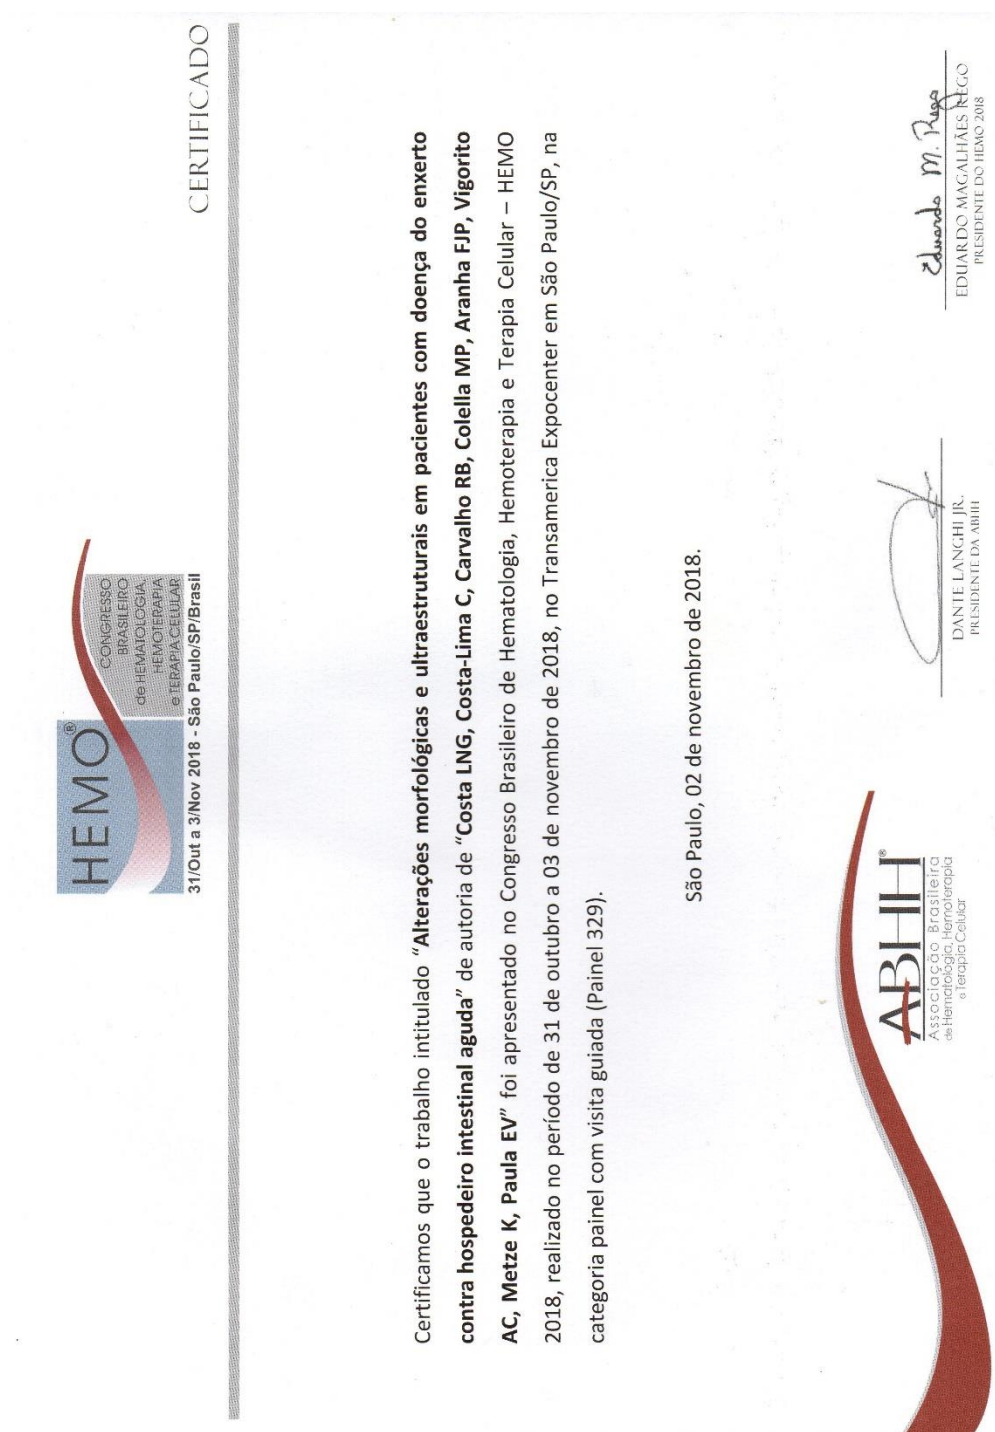 HEMO®
CONGRESSO
BRASILEIRO
de HEMATOLOGIA,
HEMOTERAPIA
e TERAPIA CELULAR
31/Out a 3/Nov 2018 - São Paulo/SP/Brasil
CERTIFICADO
Certificamos que o trabalho intitulado "Alterações morfológicas e ultraestruturais em pacientes com doença do enxerto
contra hospedeiro intestinal aguda" de autoria de "Costa LNG, Costa-Lima C, Carvalho RB, Colella MP, Aranha FJP, Vigorito
AC, Metze K, Paula EV" foi apresentado no Congresso Brasileiro de Hematologia, Hemoterapia e Terapia Celular – HEMO
2018, realizado no período de 31 de outubro a 03 de novembro de 2018, no Transamerica Expocenter em São Paulo/SP, na
categoria painel com visita guiada (Painel 329).
São Paulo, 02 de novembro de 2018.
ABHH®
Associação Brasileira
de Hematologia, Hemoterapia
e Terapia Celular
DANTE LANGHI JR.
PRESIDENTE DA ABHH
Eduardo M. Rego
EDUARDO MAGALHÃES REGO
PRESIDENTE DO HEMO 2018